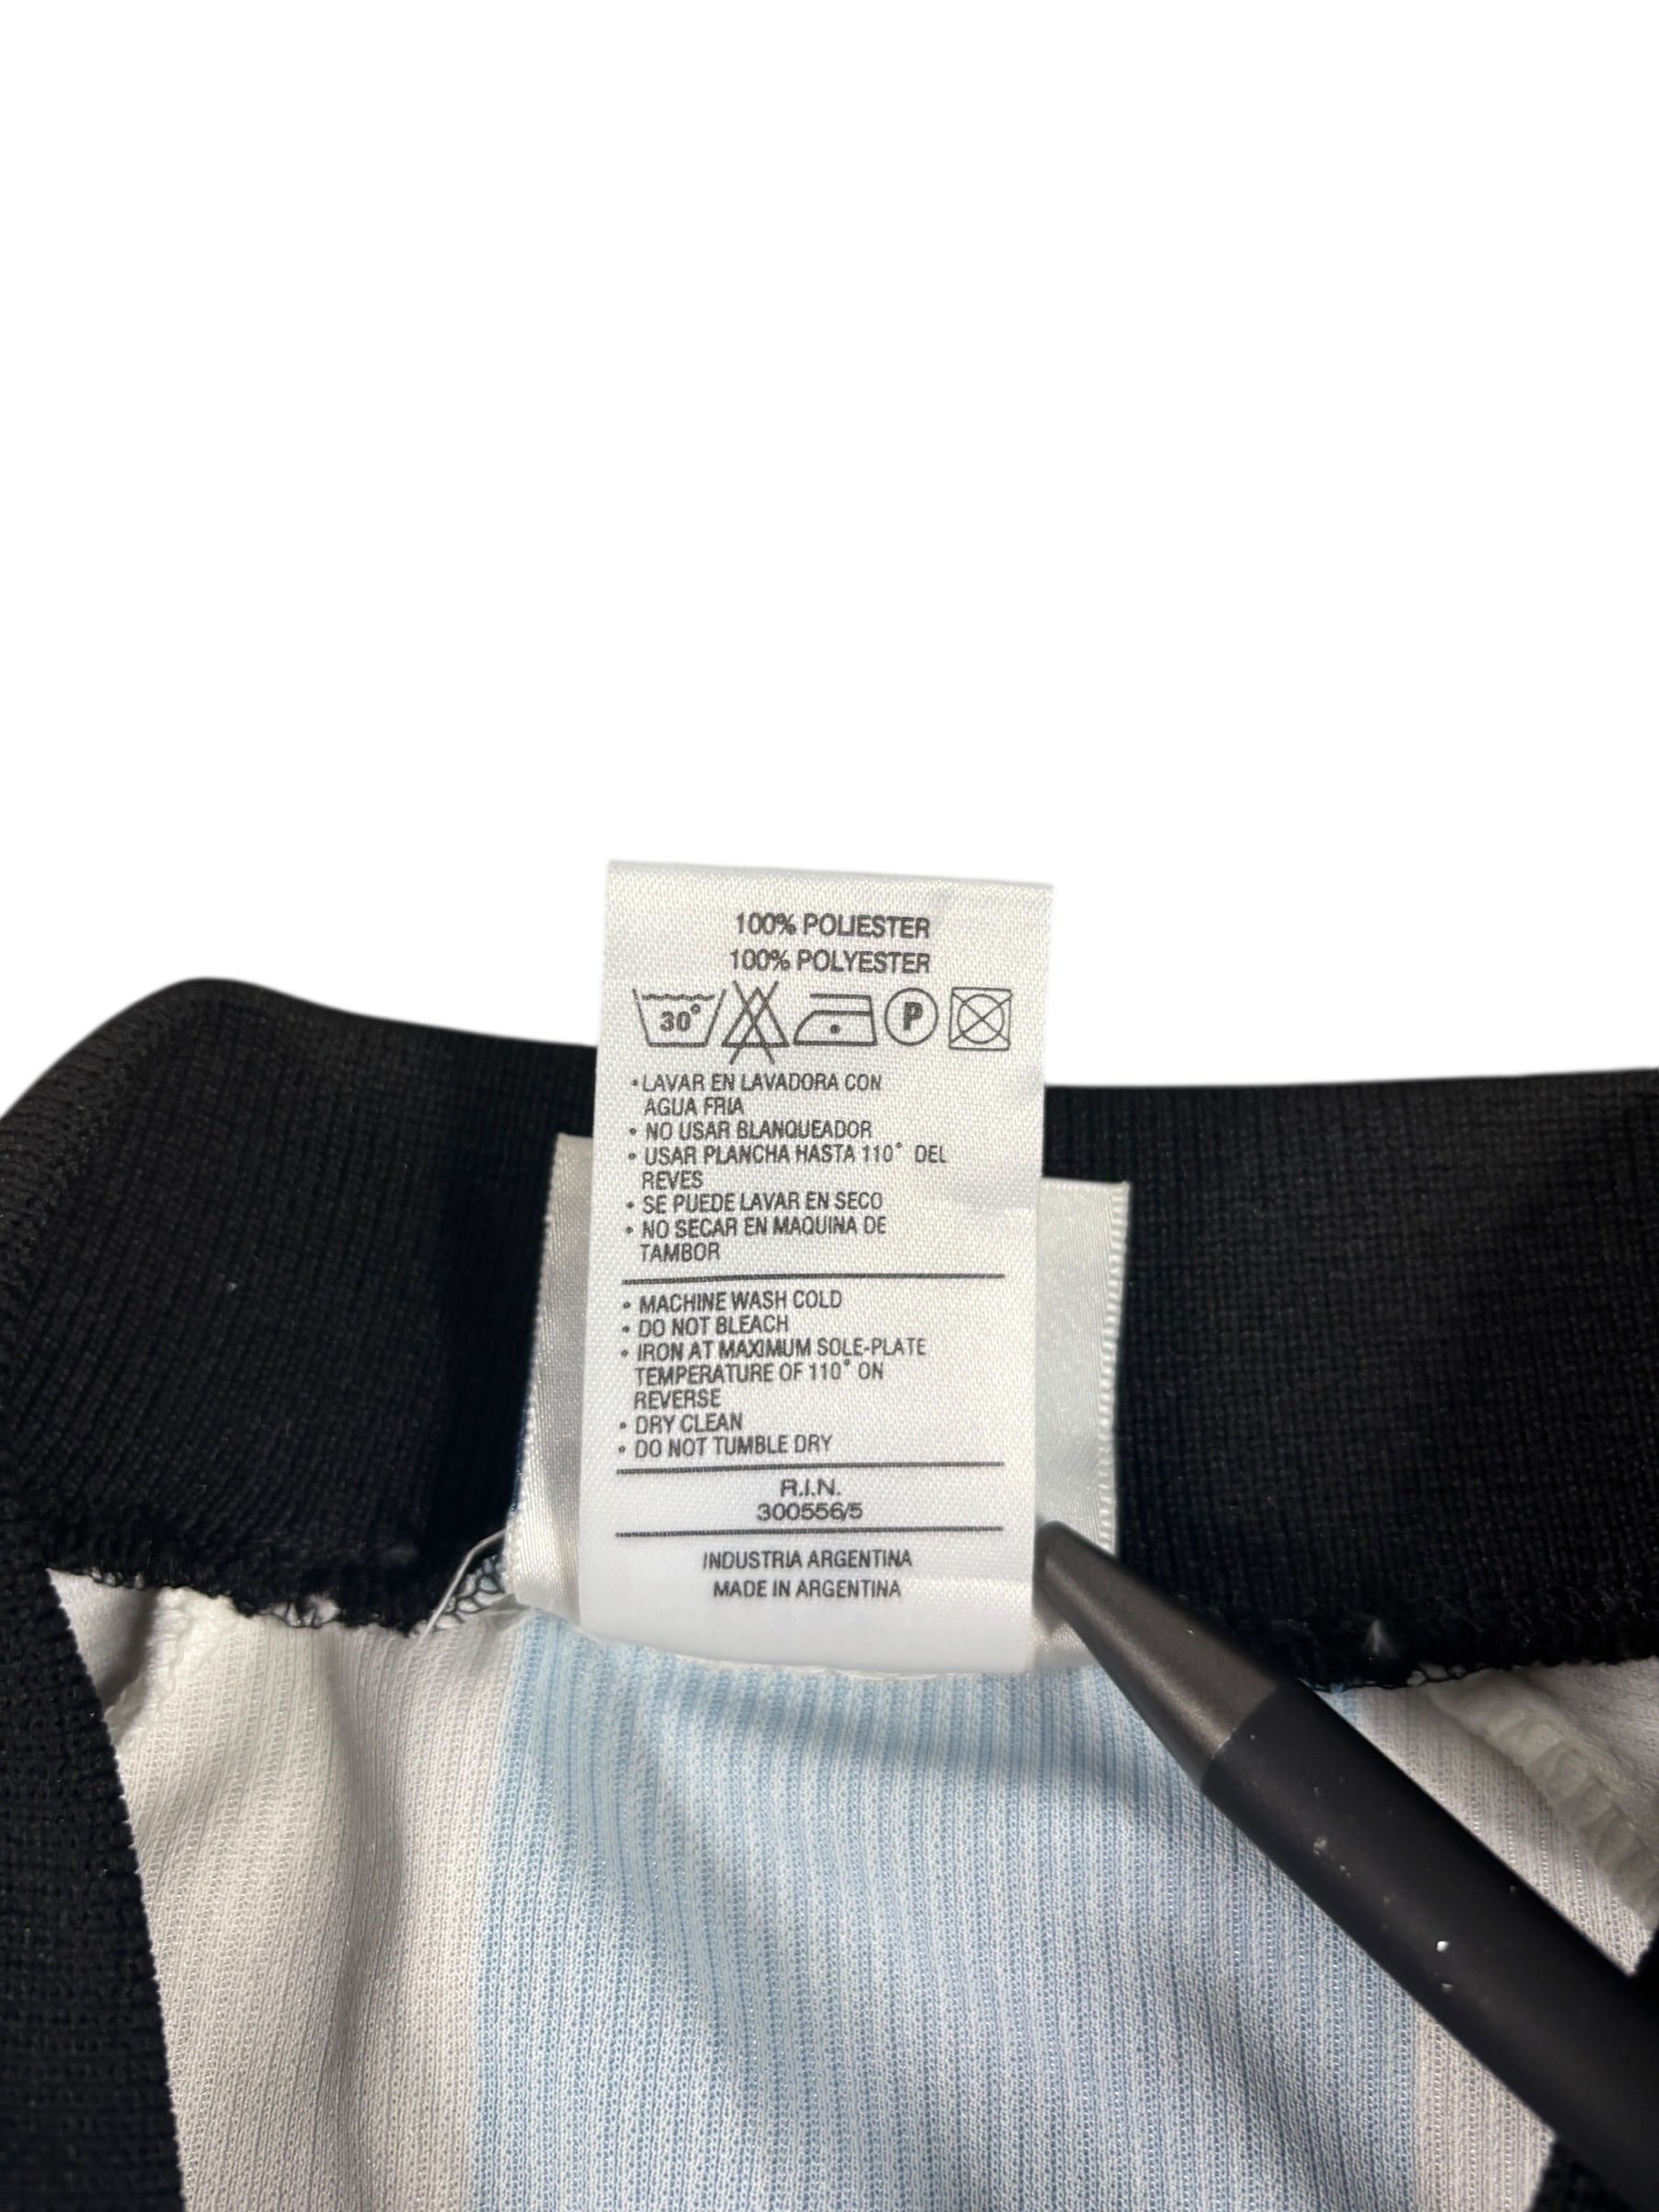 100% POLIESTER
100% POLYESTER
30° P
• LAVAR EN LAVADORA CON
AGUA FRIA
• NO USAR BLANQUEADOR
• USAR PLANCHA HASTA 110° DEL
REVES
• SE PUEDE LAVAR EN SECO
• NO SECAR EN MAQUINA DE
TAMBOR
• MACHINE WASH COLD
• DO NOT BLEACH
• IRON AT MAXIMUM SOLE-PLATE
TEMPERATURE OF 110° ON
REVERSE
• DRY CLEAN
• DO NOT TUMBLE DRY
R.I.N.
300556/5
INDUSTRIA ARGENTINA
MADE IN ARGENTINA